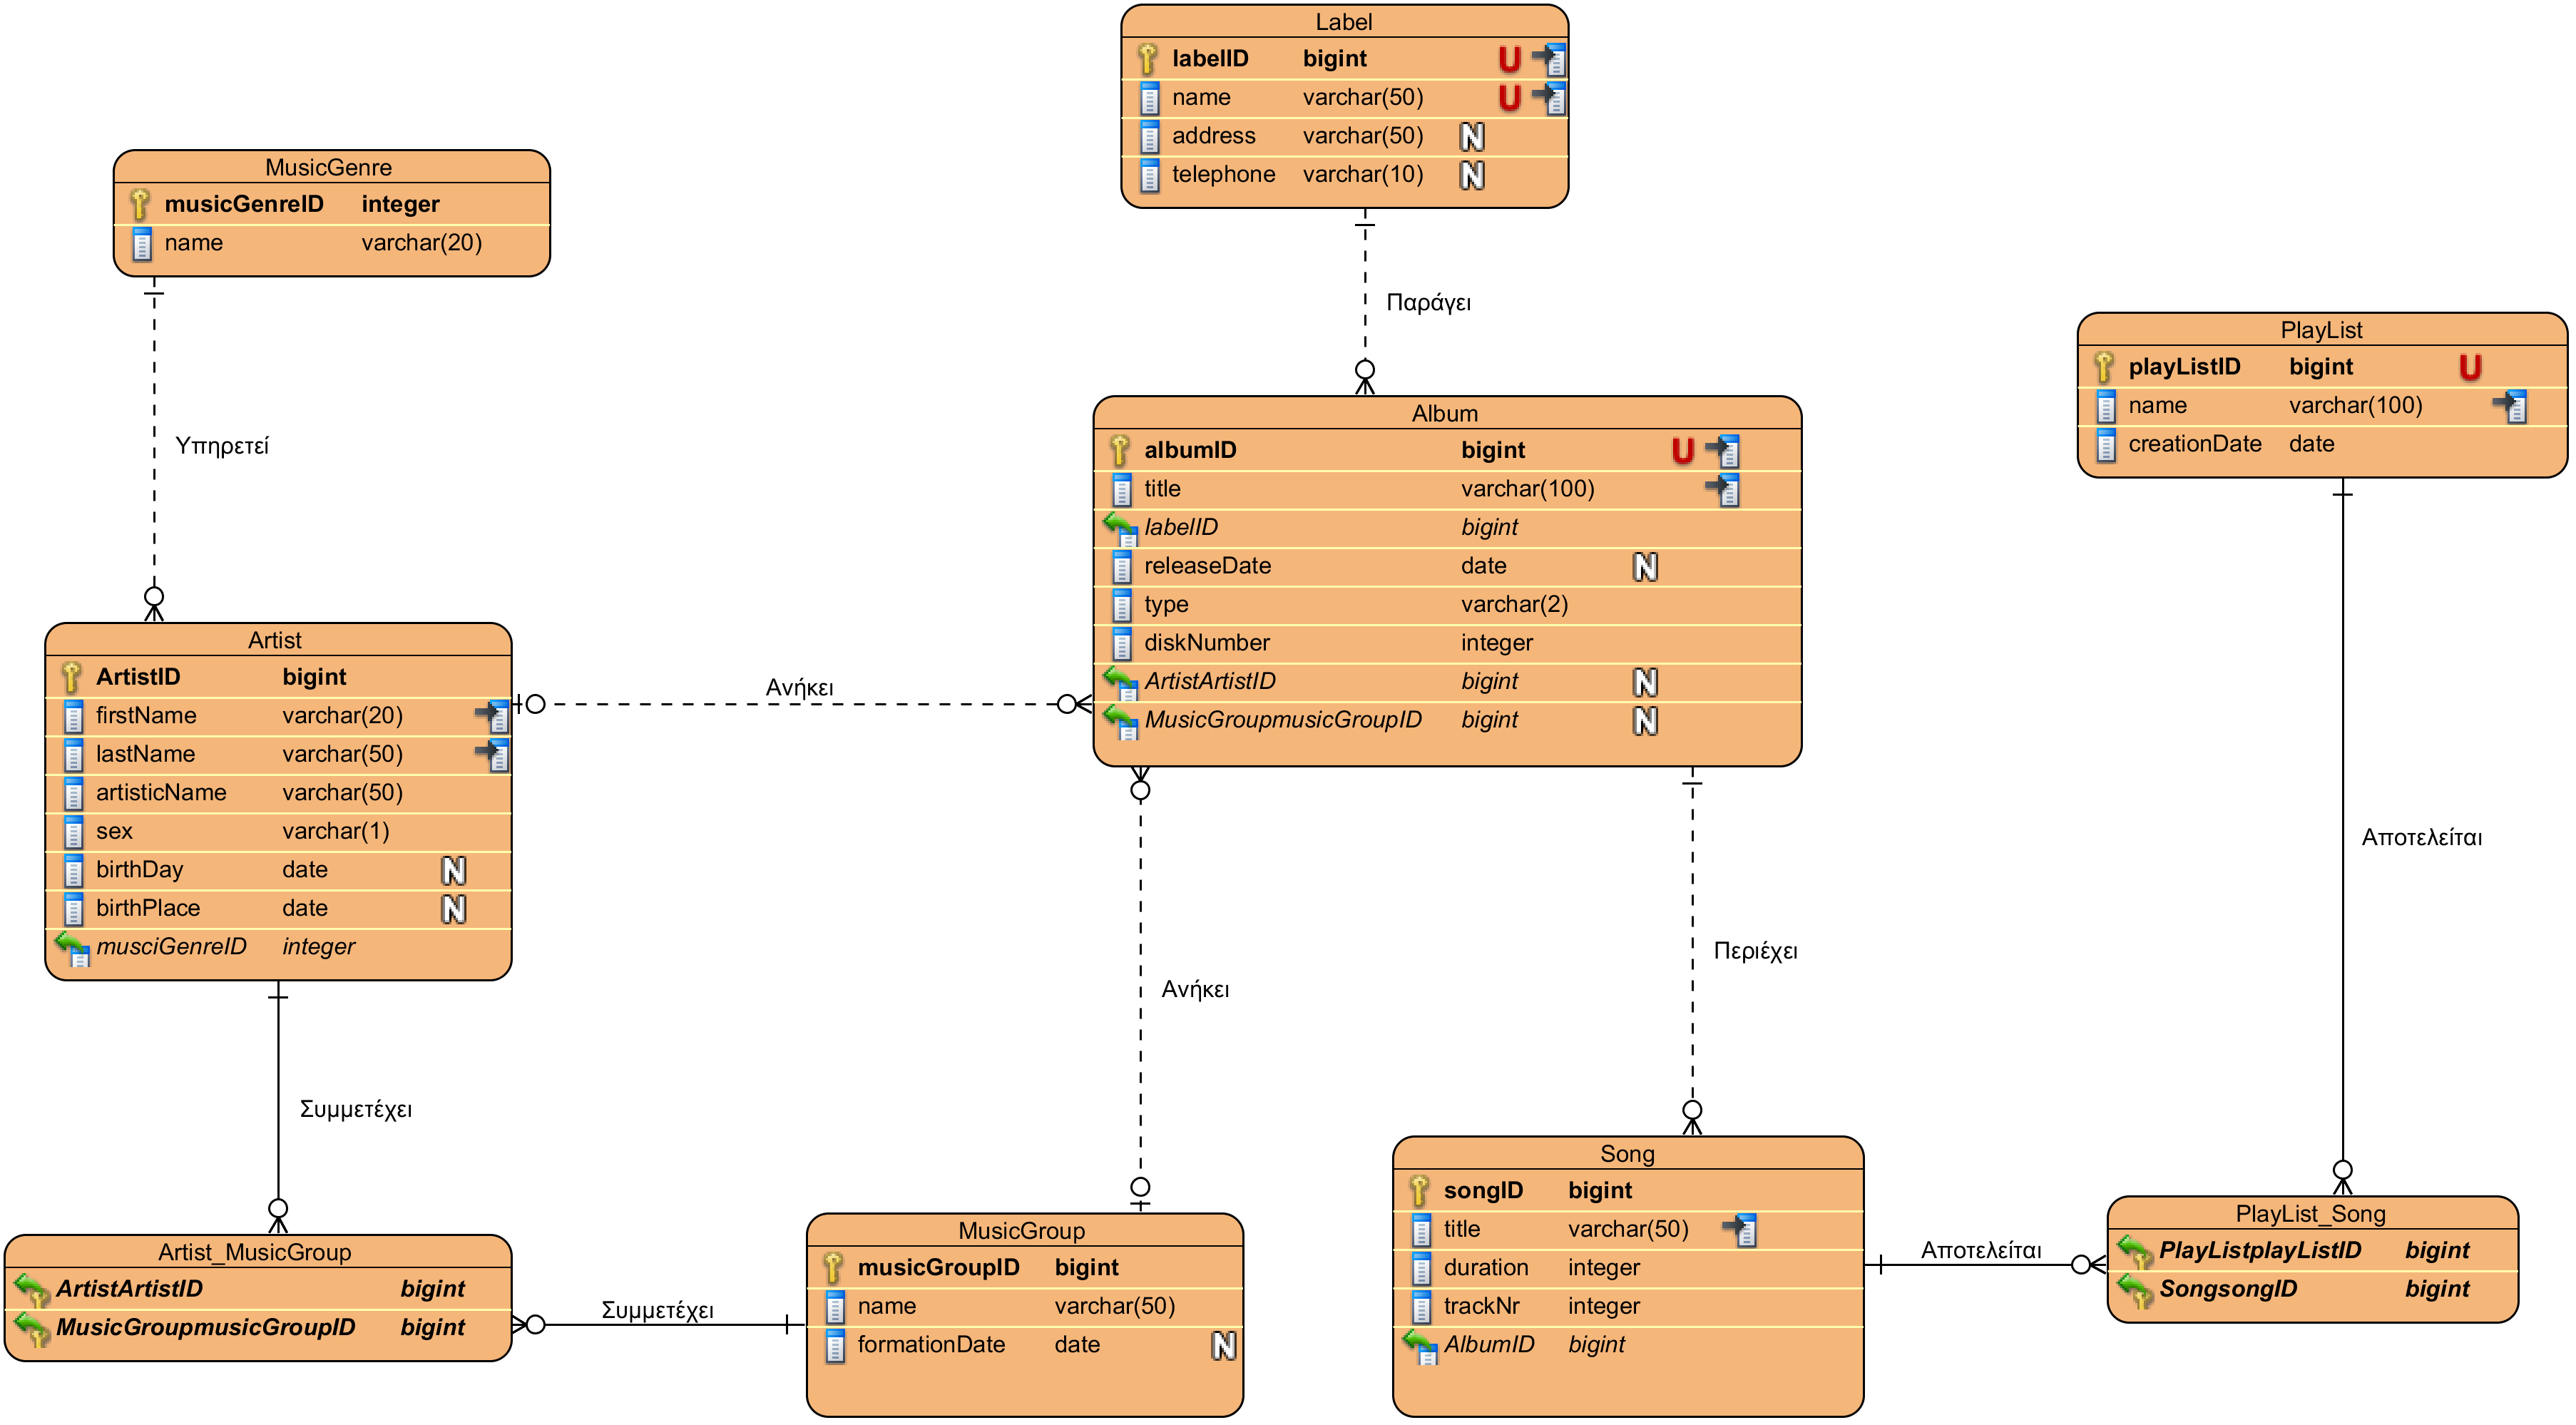 Label
labelID bigint U
name varchar(50) U
address varchar(50) N
telephone varchar(10) N
MusicGenre
musicGenreID integer
name varchar(20)
Παράγει
Υπηρετεί
PlayList
playListID bigint U
name varchar(100)
creationDate date
Album
albumID bigint U
title varchar(100)
labelID bigint
releaseDate date N
type varchar(2)
diskNumber integer
ArtistArtistID bigint N
MusicGroupmusicGroupID bigint N
Artist
ArtistID bigint
firstName varchar(20)
lastName varchar(50)
artisticName varchar(50)
sex varchar(1)
birthDay date N
birthPlace date N
musciGenreID integer
Ανήκει
Αποτελείται
Ανήκει
Περιέχει
Συμμετέχει
Artist_MusicGroup
ArtistArtistID bigint
MusicGroupmusicGroupID bigint
Συμμετέχει
MusicGroup
musicGroupID bigint
name varchar(50)
formationDate date N
Song
songID bigint
title varchar(50)
duration integer
trackNr integer
AlbumID bigint
Αποτελείται
PlayList_Song
PlayListplayListID bigint
SongsongID bigint